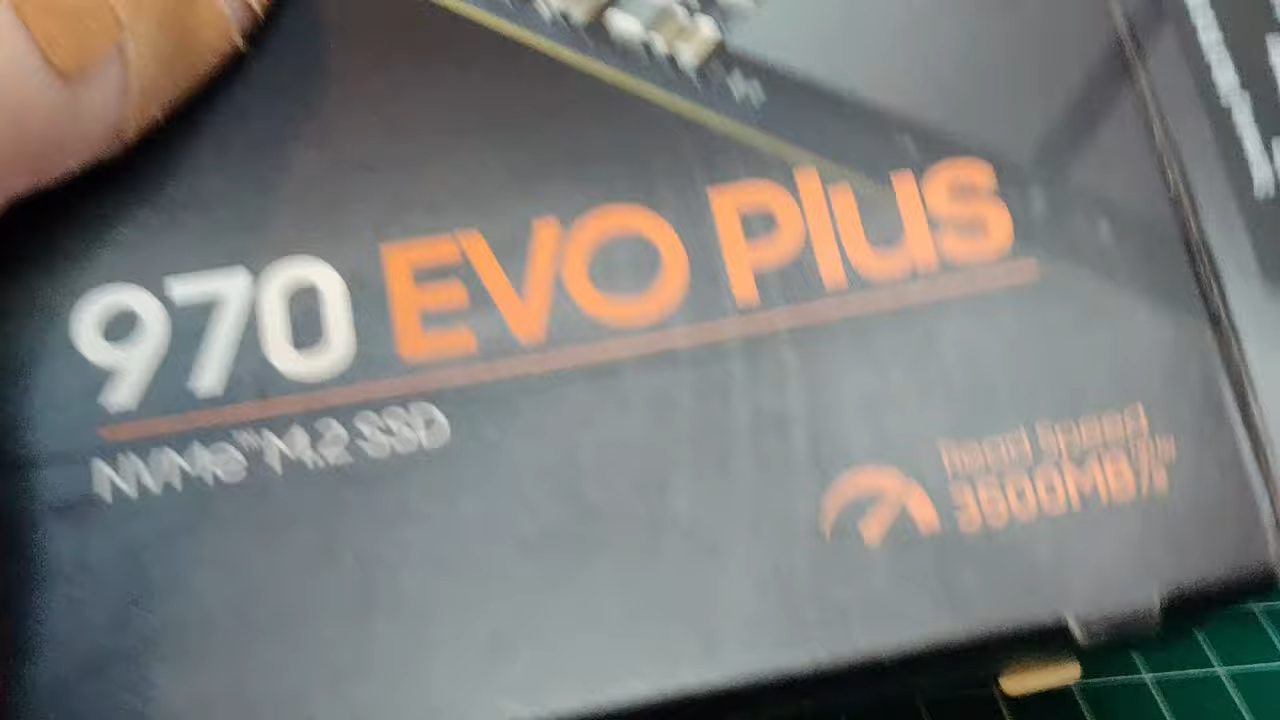 970 EVO Plus
NVMe™ M.2 SSD
Read Speed
3500MB/s